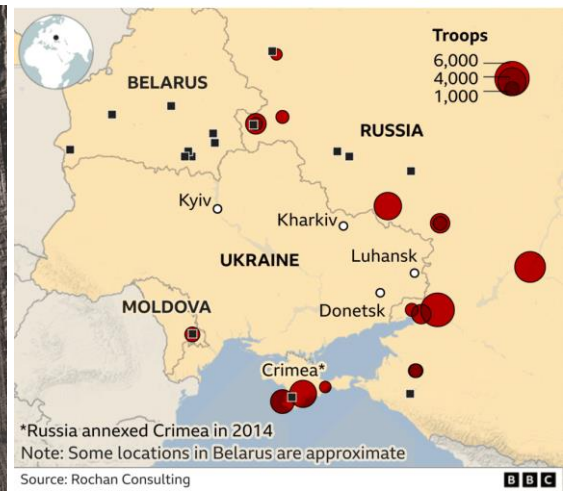 Troops
6,000
4,000
1,000
BELARUS
RUSSIA
Kyiv
Kharkiv
UKRAINE
Luhansk
MOLDOVA
Donetsk
Crimea*
*Russia annexed Crimea in 2014
Note: Some locations in Belarus are approximate
Source: Rochan Consulting
BBC